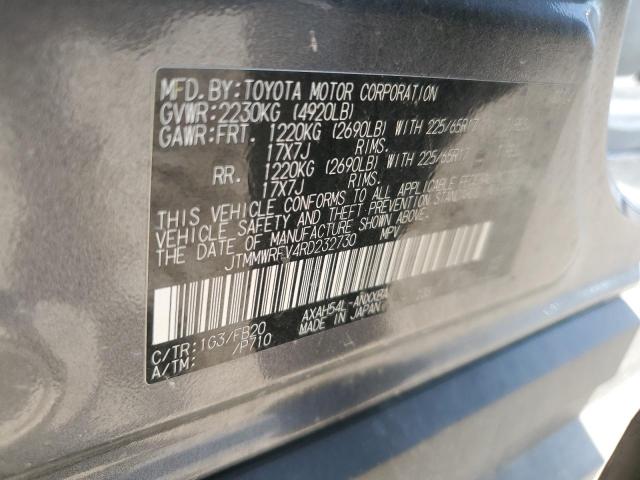 MFD.BY:TOYOTA MOTOR CORPORATION
GVWR:2230KG (4920LB)
GAWR:FRT. 1220KG (2690LB) WITH 225/65R17
17X7J RIMS.
RR. 1220KG (2690LB) WITH 225/65R17
17X7J RIMS.
THIS VEHICLE CONFORMS TO ALL APPLICABLE FEDERAL MOTOR
VEHICLE SAFETY AND THEFT PREVENTION STANDARDS
IN EFFECT ON THE DATE OF MANUFACTURE SHOWN ABOVE.
JTMMWRFV4RD232730 MPV
AXAH54L-ANXXB
C/TR:1G3/FB20 MADE IN JAPAN
A/TM: /P710